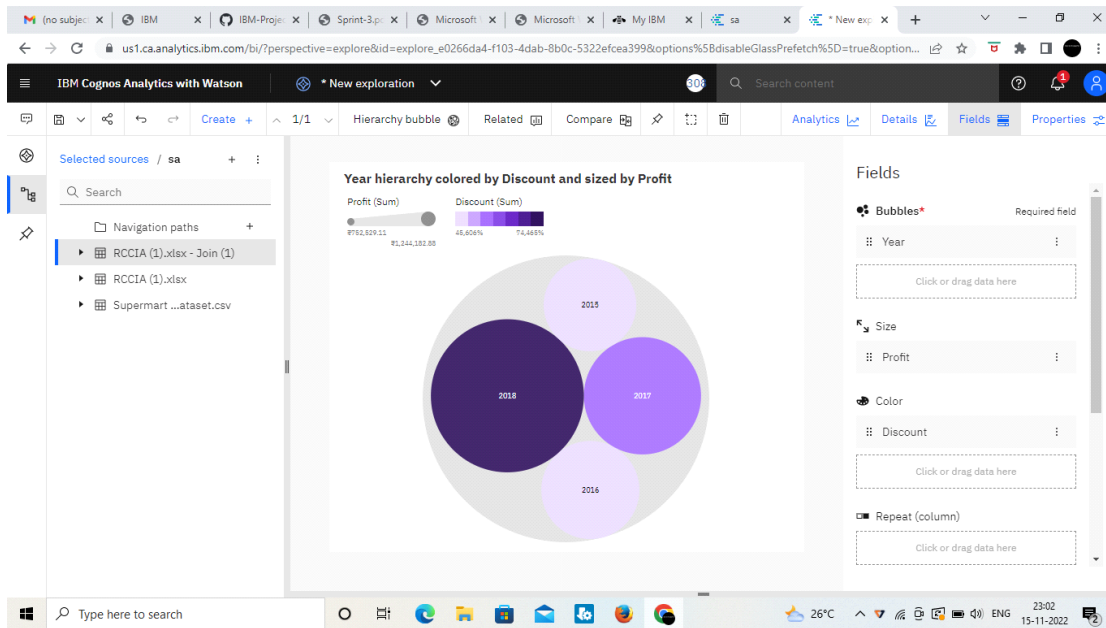 (no subjec
IBM
IBM-Proje
Sprint-3.pc
Microsoft
Microsoft
My IBM
sa
* New exp
us1.ca.analytics.ibm.com/bi/?perspective=explore&id=explore_e0266da4-f103-4dab-8b0c-5322efcea399&options%5BdisableGlassPrefetch%5D=true&option...
IBM Cognos Analytics with Watson
* New exploration
308
Search content
1
Create +
1/1
Hierarchy bubble
Related
Compare
Analytics
Details
Fields
Properties
Selected sources / sa
Search
Navigation paths
RCCIA (1).xlsx - Join (1)
RCCIA (1).xlsx
Supermart ...ataset.csv
Year hierarchy colored by Discount and sized by Profit
Profit (Sum)
Discount (Sum)
₹752,529.11
₹1,244,182.88
45,606%
74,465%
2015
2018
2017
2016
Fields
Bubbles*
Required field
Year
Click or drag data here
Size
Profit
Color
Discount
Click or drag data here
Repeat (column)
Click or drag data here
Type here to search
26°C
ENG
23:02
15-11-2022
2